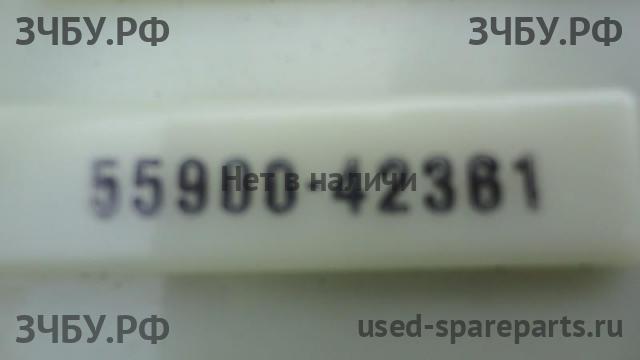 ЗЧБУ.РФ ЗЧБУ.РФ
55900-42361
Нет в наличи
ЗЧБУ.РФ used-spareparts.ru